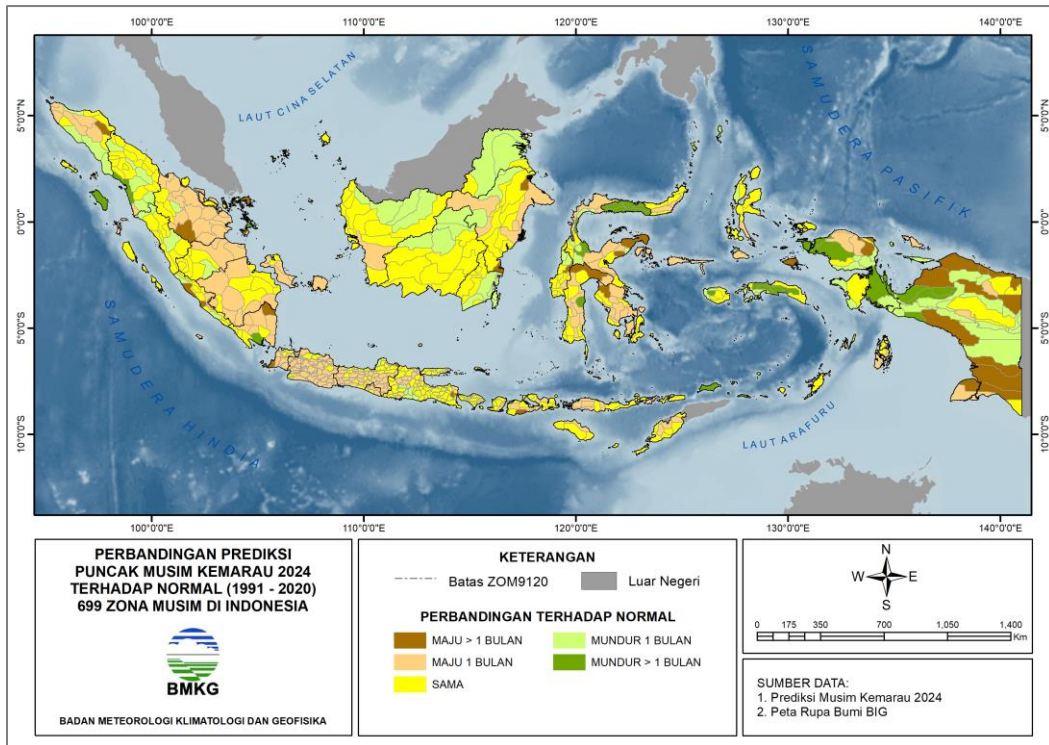 100°0'0"E 110°0'0"E 120°0'0"E 130°0'0"E 140°0'0"E
5°0'0"N
0°0'0"
5°0'0"S
10°0'0"S
LAUT CINA SELATAN
SAMUDERA PASIFIK
SAMUDERA HINDIA
LAUT ARAFURU
5°0'0"N
0°0'0"
5°0'0"S
10°0'0"S
100°0'0"E 110°0'0"E 120°0'0"E 130°0'0"E 140°0'0"E
PERBANDINGAN PREDIKSI
PUNCAK MUSIM KEMARAU 2024
TERHADAP NORMAL (1991 - 2020)
699 ZONA MUSIM DI INDONESIA
BMKG
BADAN METEOROLOGI KLIMATOLOGI DAN GEOFISIKA
KETERANGAN
Batas ZOM9120 Luar Negeri
PERBANDINGAN TERHADAP NORMAL
MAJU > 1 BULAN MUNDUR 1 BULAN
MAJU 1 BULAN MUNDUR > 1 BULAN
SAMA
N
W E
S
0 175 350 700 1,050 1,400
Km
SUMBER DATA:
1. Prediksi Musim Kemarau 2024
2. Peta Rupa Bumi BIG